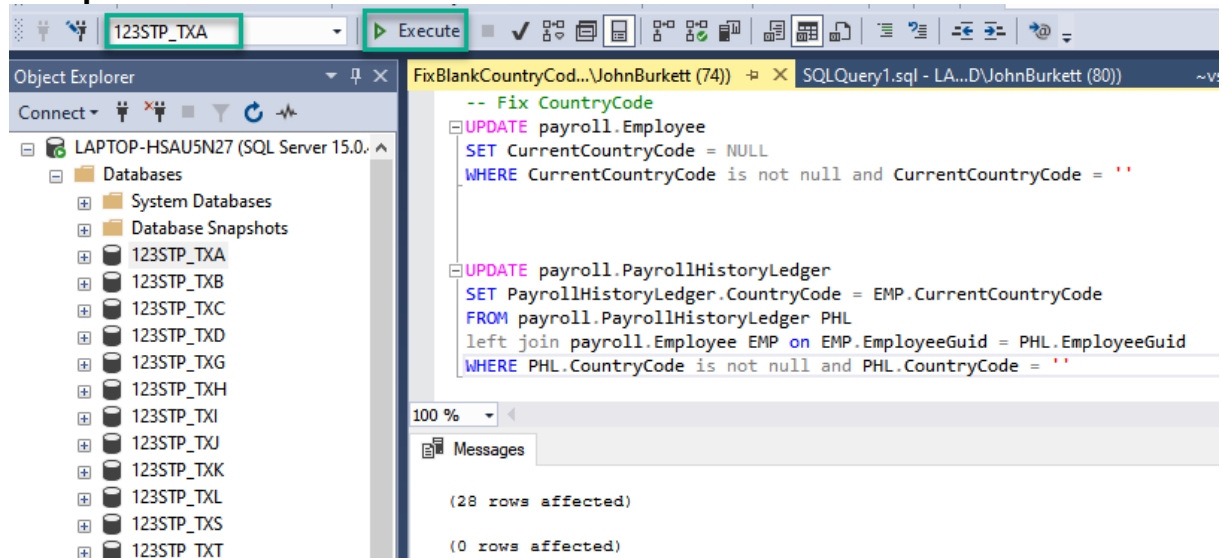 123STP_TXA
Execute
Object Explorer
FixBlankCountryCod...\JohnBurkett (74))
SQLQuery1.sql - LA...D\JohnBurkett (80))
~vs
Connect
LAPTOP-HSAU5N27 (SQL Server 15.0.
Databases
System Databases
Database Snapshots
123STP_TXA
123STP_TXB
123STP_TXC
123STP_TXD
123STP_TXG
123STP_TXH
123STP_TXI
123STP_TXJ
123STP_TXK
123STP_TXL
123STP_TXS
123STP_TXT
-- Fix CountryCode
UPDATE payroll.Employee
SET CurrentCountryCode = NULL
WHERE CurrentCountryCode is not null and CurrentCountryCode = ''
UPDATE payroll.PayrollHistoryLedger
SET PayrollHistoryLedger.CountryCode = EMP.CurrentCountryCode
FROM payroll.PayrollHistoryLedger PHL
left join payroll.Employee EMP on EMP.EmployeeGuid = PHL.EmployeeGuid
WHERE PHL.CountryCode is not null and PHL.CountryCode = ''
100 %
Messages
(28 rows affected)
(0 rows affected)